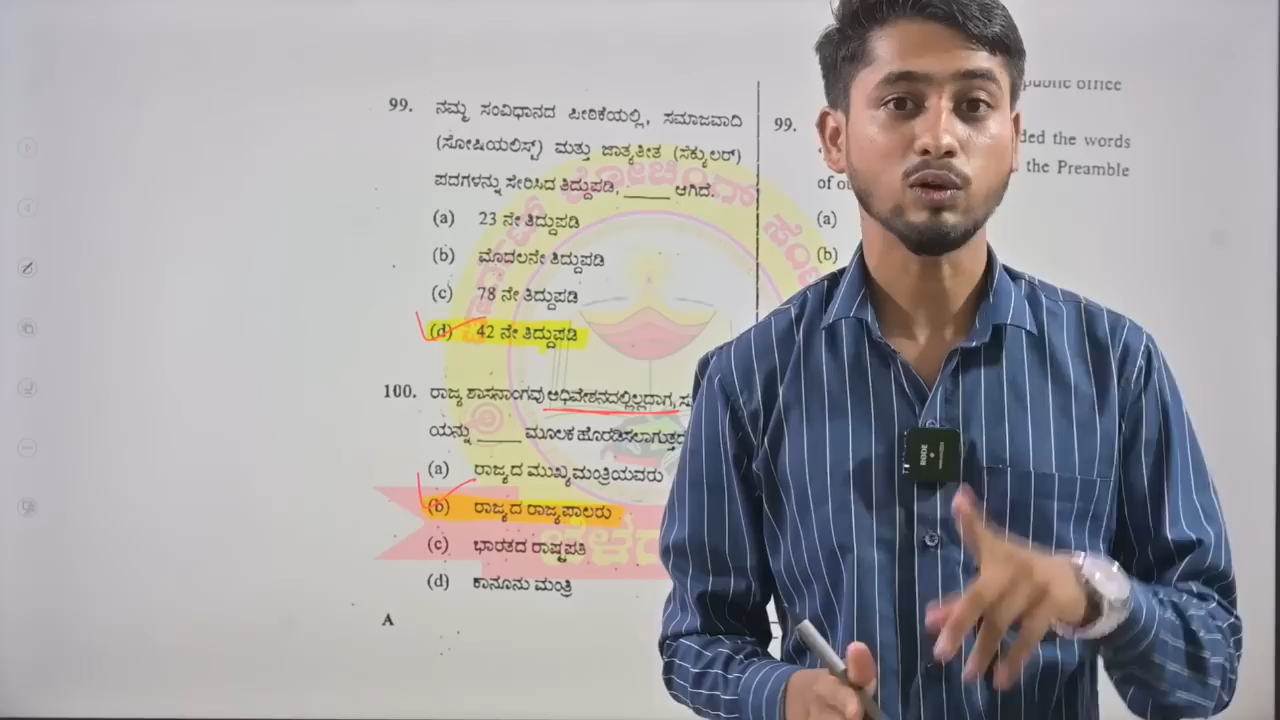 99. ನಮ್ಮ ಸಂವಿಧಾನದ ಪೀಠಿಕೆಯಲ್ಲಿ, ಸಮಾಜವಾದಿ
(ಸೋಷಿಯಲಿಸ್ಟ್) ಮತ್ತು ಜಾತ್ಯತೀತ (ಸೆಕ್ಯುಲರ್)
ಪದಗಳನ್ನು ಸೇರಿಸಿದ ತಿದ್ದುಪಡಿ, _____ ಆಗಿದೆ.
(a) 23 ನೇ ತಿದ್ದುಪಡಿ
(b) ಮೊದಲನೇ ತಿದ್ದುಪಡಿ
(c) 78 ನೇ ತಿದ್ದುಪಡಿ
(d) 42 ನೇ ತಿದ್ದುಪಡಿ
100. ರಾಜ್ಯ ಶಾಸನಾಂಗವು ಅಧಿವೇಶನದಲ್ಲಿಲ್ಲದಾಗ,
ಯನ್ನು _____ ಮೂಲಕ ಹೊರಡಿಸಲಾಗುತ್ತದೆ
(a) ರಾಜ್ಯದ ಮುಖ್ಯಮಂತ್ರಿಯವರು
(b) ರಾಜ್ಯದ ರಾಜ್ಯಪಾಲರು
(c) ಭಾರತದ ರಾಷ್ಟ್ರಪತಿ
(d) ಕಾನೂನು ಮಂತ್ರಿ
A
public office
99. ded the words
the Preamble
of
(a)
(b)
ಕೋಚಿಂಗ್
RODE